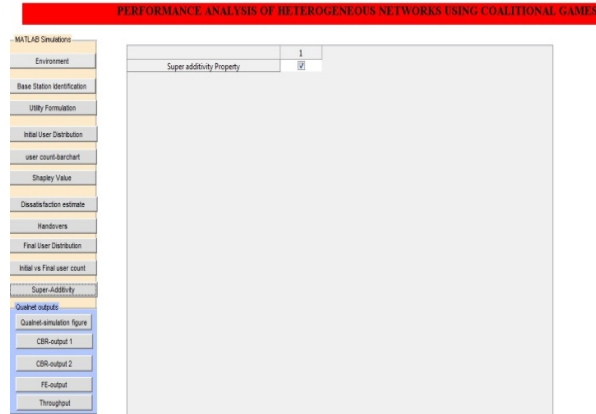 PERFORMANCE ANALYSIS OF HETEROGENEOUS NETWORKS USING COALITIONAL GAMES
MATLAB Simulations
Environment
Base Station Identification
Utility Formulation
Initial User Distribution
user count-barchart
Shapley Value
Dissatisfaction estimate
Handovers
Final User Distribution
Initial vs Final user count
Super-Additivity
Qualnet outputs
Qualnet-simulation figure
CBR-output 1
CBR-output 2
FE-output
Throughput
1
Super additivity Property